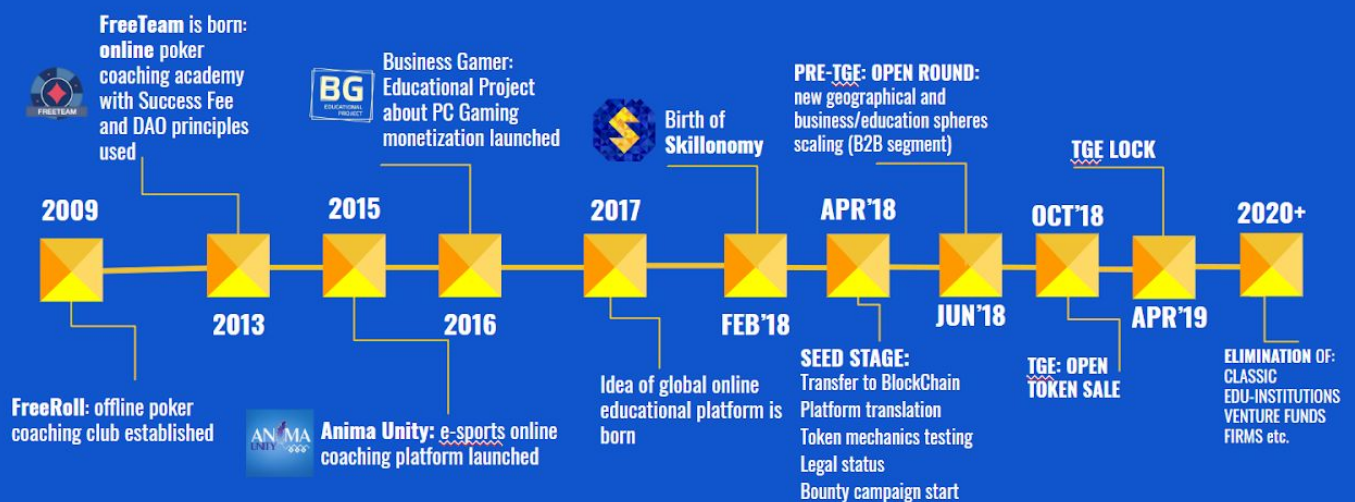 FreeTeam is born:
online poker
coaching academy
with Success Fee
and DAO principles
used
FREETEAM
Business Gamer:
Educational Project
about PC Gaming
monetization launched
BG
EDUCATIONAL
PROJECT
Birth of
Skillonomy
PRE-TGE: OPEN ROUND:
new geographical and
business/education spheres
scaling (B2B segment)
TGE LOCK
2009
2015
2017
APR'18
OCT'18
2020+
2013
2016
FEB'18
JUN'18
APR'19
FreeRoll: offline poker
coaching club established
ANIMA
UNITY
Anima Unity: e-sports online
coaching platform launched
Idea of global online
educational platform is
born
SEED STAGE:
Transfer to BlockChain
Platform translation
Token mechanics testing
Legal status
Bounty campaign start
TGE: OPEN
TOKEN SALE
ELIMINATION OF:
CLASSIC
EDU-INSTITUTIONS
VENTURE FUNDS
FIRMS etc.